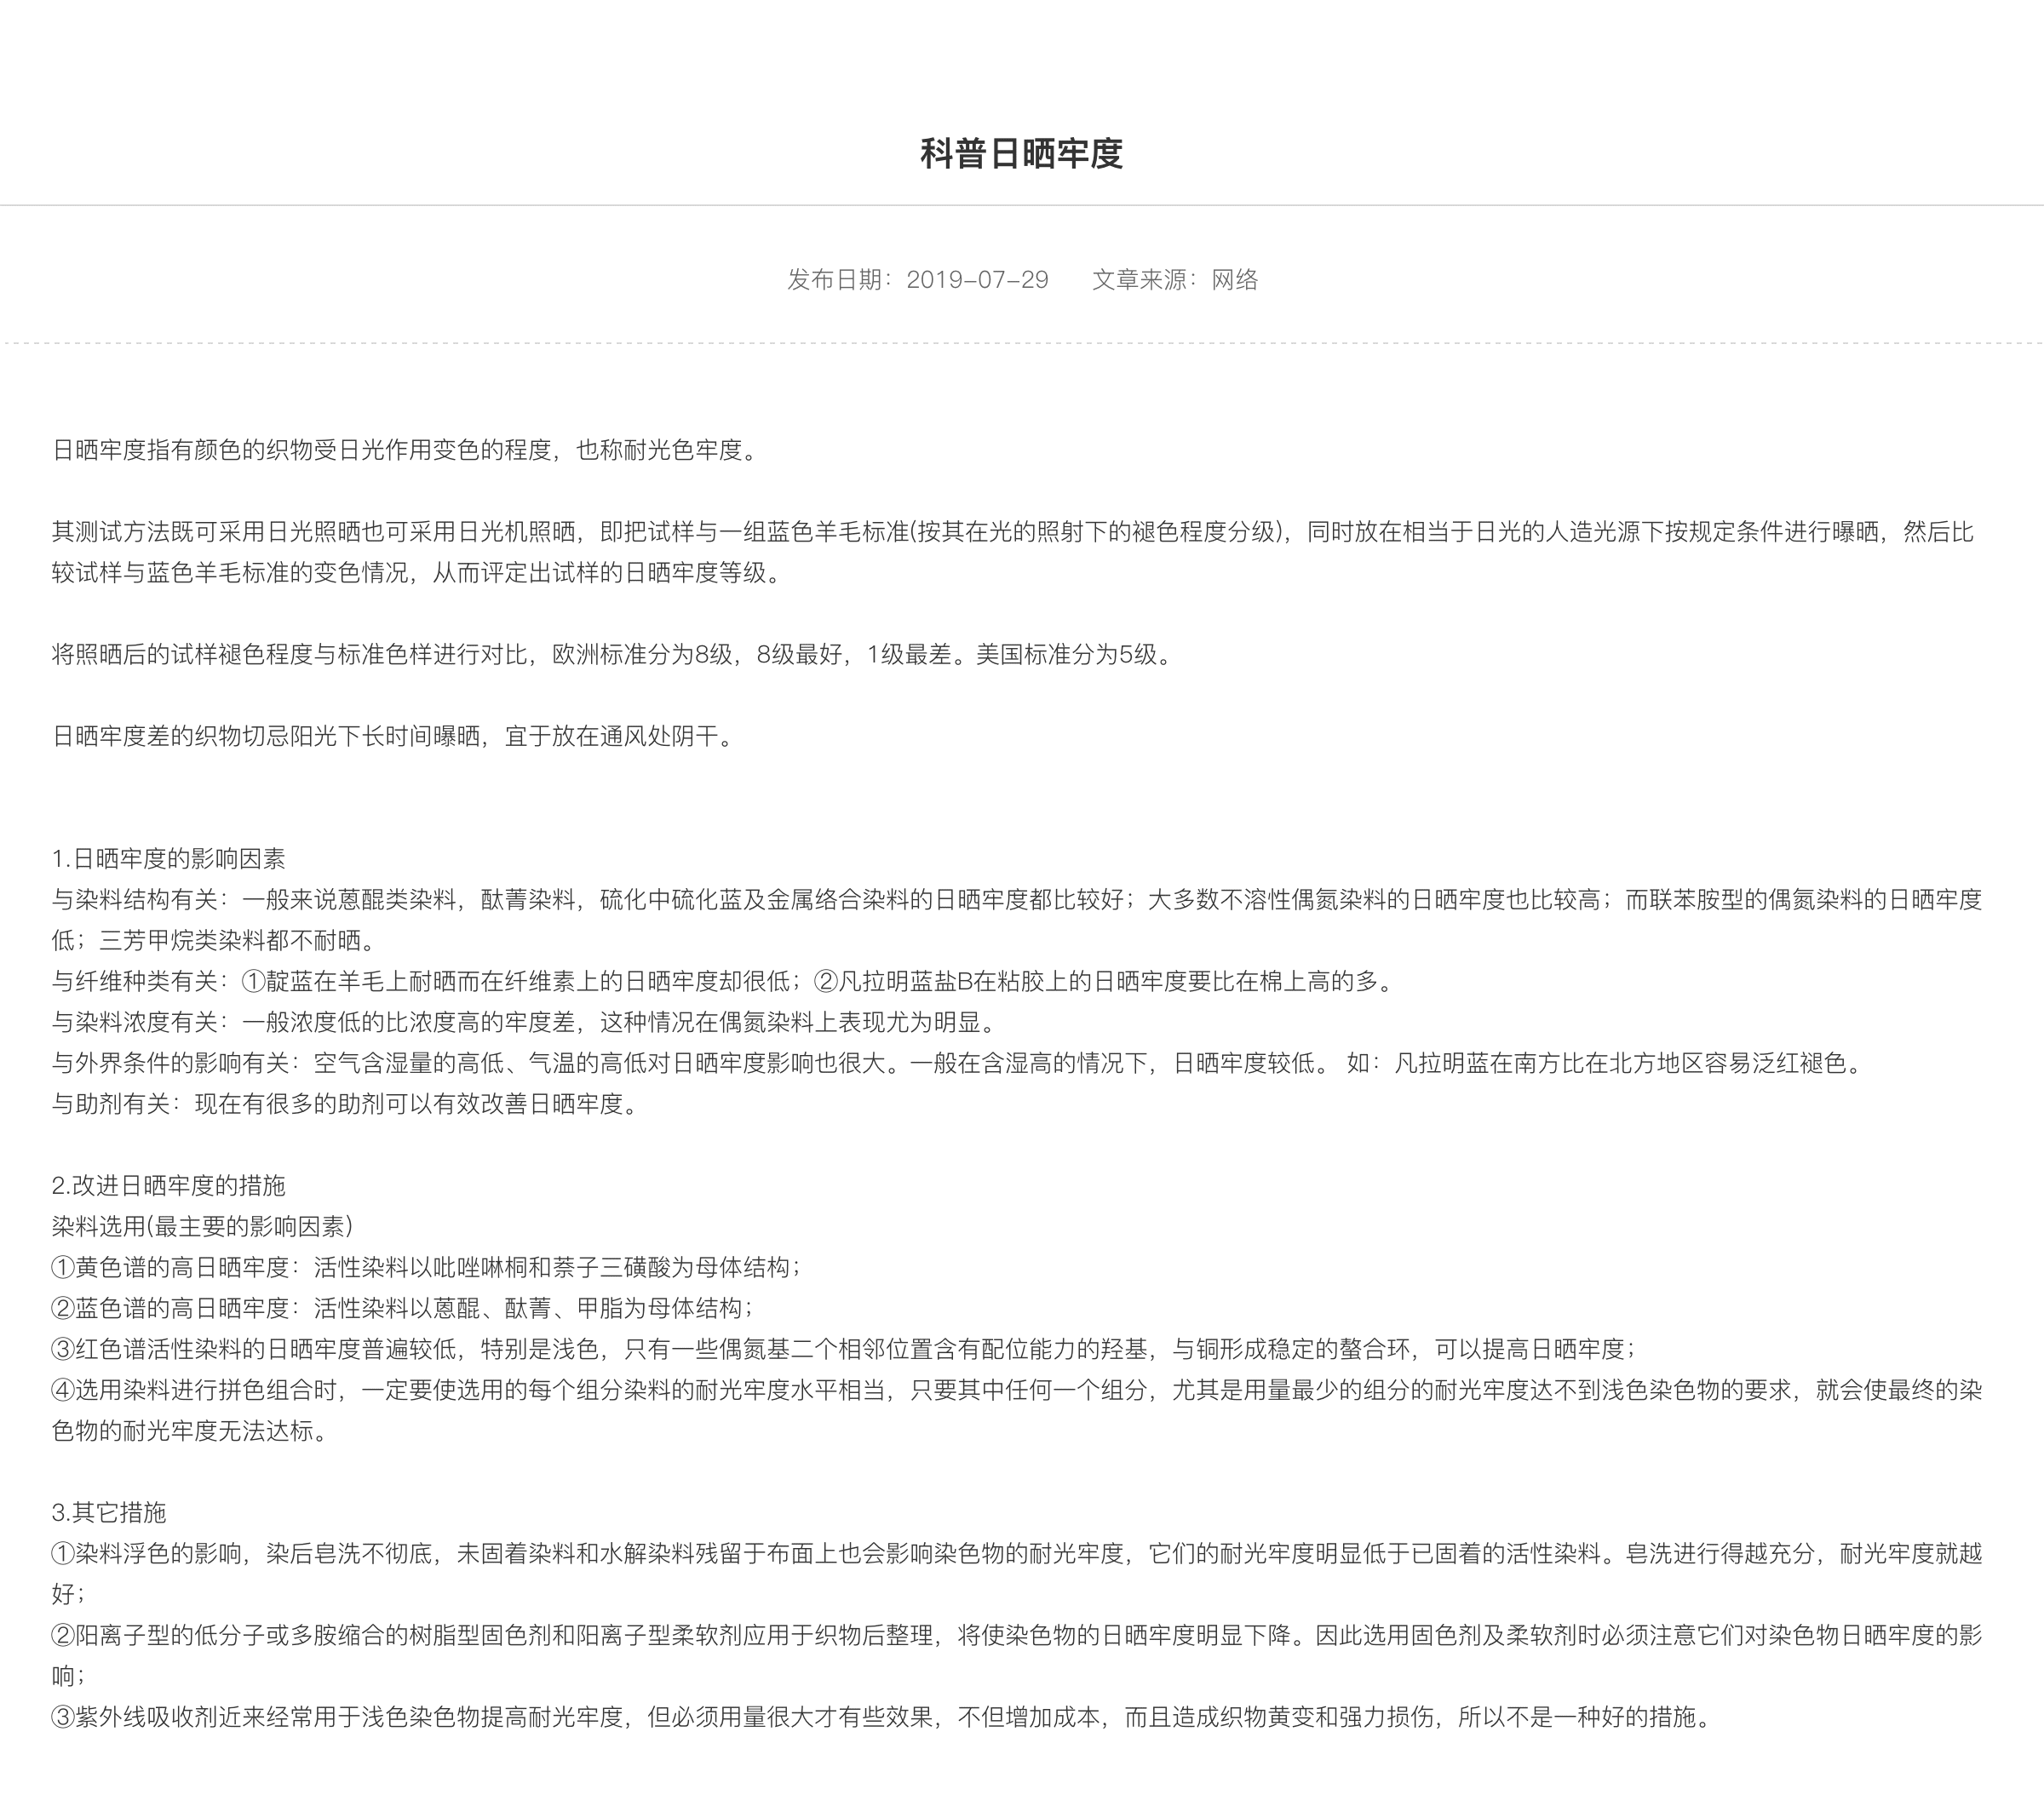 科普日晒牢度
发布日期：2019-07-29 文章来源：网络
日晒牢度指有颜色的织物受日光作用变色的程度，也称耐光色牢度。
其测试方法既可采用日光照晒也可采用日光机照晒，即把试样与一组蓝色羊毛标准(按其在光的照射下的褪色程度分级)，同时放在相当于日光的人造光源下按规定条件进行曝晒，然后比
较试样与蓝色羊毛标准的变色情况，从而评定出试样的日晒牢度等级。
将照晒后的试样褪色程度与标准色样进行对比，欧洲标准分为8级，8级最好，1级最差。美国标准分为5级。
日晒牢度差的织物切忌阳光下长时间曝晒，宜于放在通风处阴干。
1.日晒牢度的影响因素
与染料结构有关：一般来说蒽醌类染料，酞菁染料，硫化中硫化蓝及金属络合染料的日晒牢度都比较好；大多数不溶性偶氮染料的日晒牢度也比较高；而联苯胺型的偶氮染料的日晒牢度
低；三芳甲烷类染料都不耐晒。
与纤维种类有关：①靛蓝在羊毛上耐晒而在纤维素上的日晒牢度却很低；②凡拉明蓝盐B在粘胶上的日晒牢度要比在棉上高的多。
与染料浓度有关：一般浓度低的比浓度高的牢度差，这种情况在偶氮染料上表现尤为明显。
与外界条件的影响有关：空气含湿量的高低、气温的高低对日晒牢度影响也很大。一般在含湿高的情况下，日晒牢度较低。 如：凡拉明蓝在南方比在北方地区容易泛红褪色。
与助剂有关：现在有很多的助剂可以有效改善日晒牢度。
2.改进日晒牢度的措施
染料选用(最主要的影响因素)
①黄色谱的高日晒牢度：活性染料以吡唑啉桐和萘子三磺酸为母体结构；
②蓝色谱的高日晒牢度：活性染料以蒽醌、酞菁、甲脂为母体结构；
③红色谱活性染料的日晒牢度普遍较低，特别是浅色，只有一些偶氮基二个相邻位置含有配位能力的羟基，与铜形成稳定的螯合环，可以提高日晒牢度；
④选用染料进行拼色组合时，一定要使选用的每个组分染料的耐光牢度水平相当，只要其中任何一个组分，尤其是用量最少的组分的耐光牢度达不到浅色染色物的要求，就会使最终的染
色物的耐光牢度无法达标。
3.其它措施
①染料浮色的影响，染后皂洗不彻底，未固着染料和水解染料残留于布面上也会影响染色物的耐光牢度，它们的耐光牢度明显低于已固着的活性染料。皂洗进行得越充分，耐光牢度就越
好；
②阳离子型的低分子或多胺缩合的树脂型固色剂和阳离子型柔软剂应用于织物后整理，将使染色物的日晒牢度明显下降。因此选用固色剂及柔软剂时必须注意它们对染色物日晒牢度的影
响；
③紫外线吸收剂近来经常用于浅色染色物提高耐光牢度，但必须用量很大才有些效果，不但增加成本，而且造成织物黄变和强力损伤，所以不是一种好的措施。